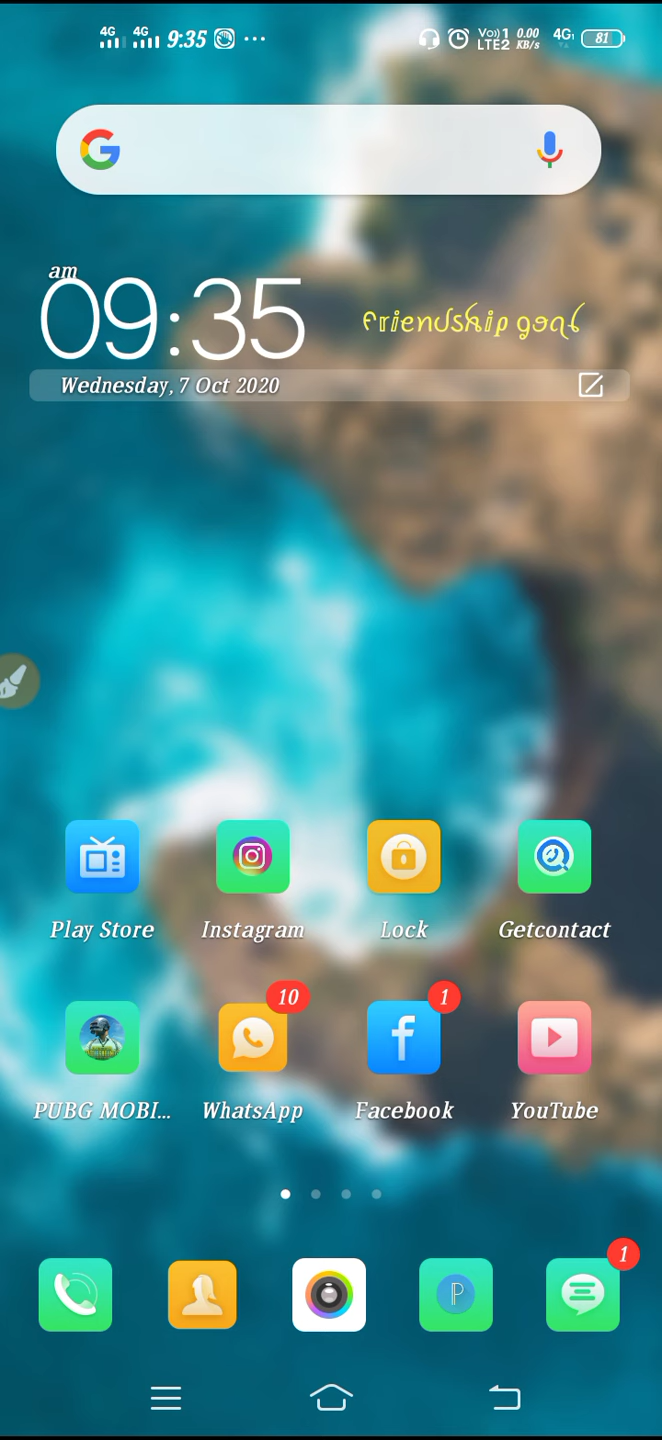 4G 4G 9:35 ... Vo)) 1 LTE2 0.00 KB/s 4G 81
am
09:35
Friendship goal
Wednesday, 7 Oct 2020
Play Store Instagram Lock Getcontact
10 1
PUBG MOBI... WhatsApp Facebook YouTube
1